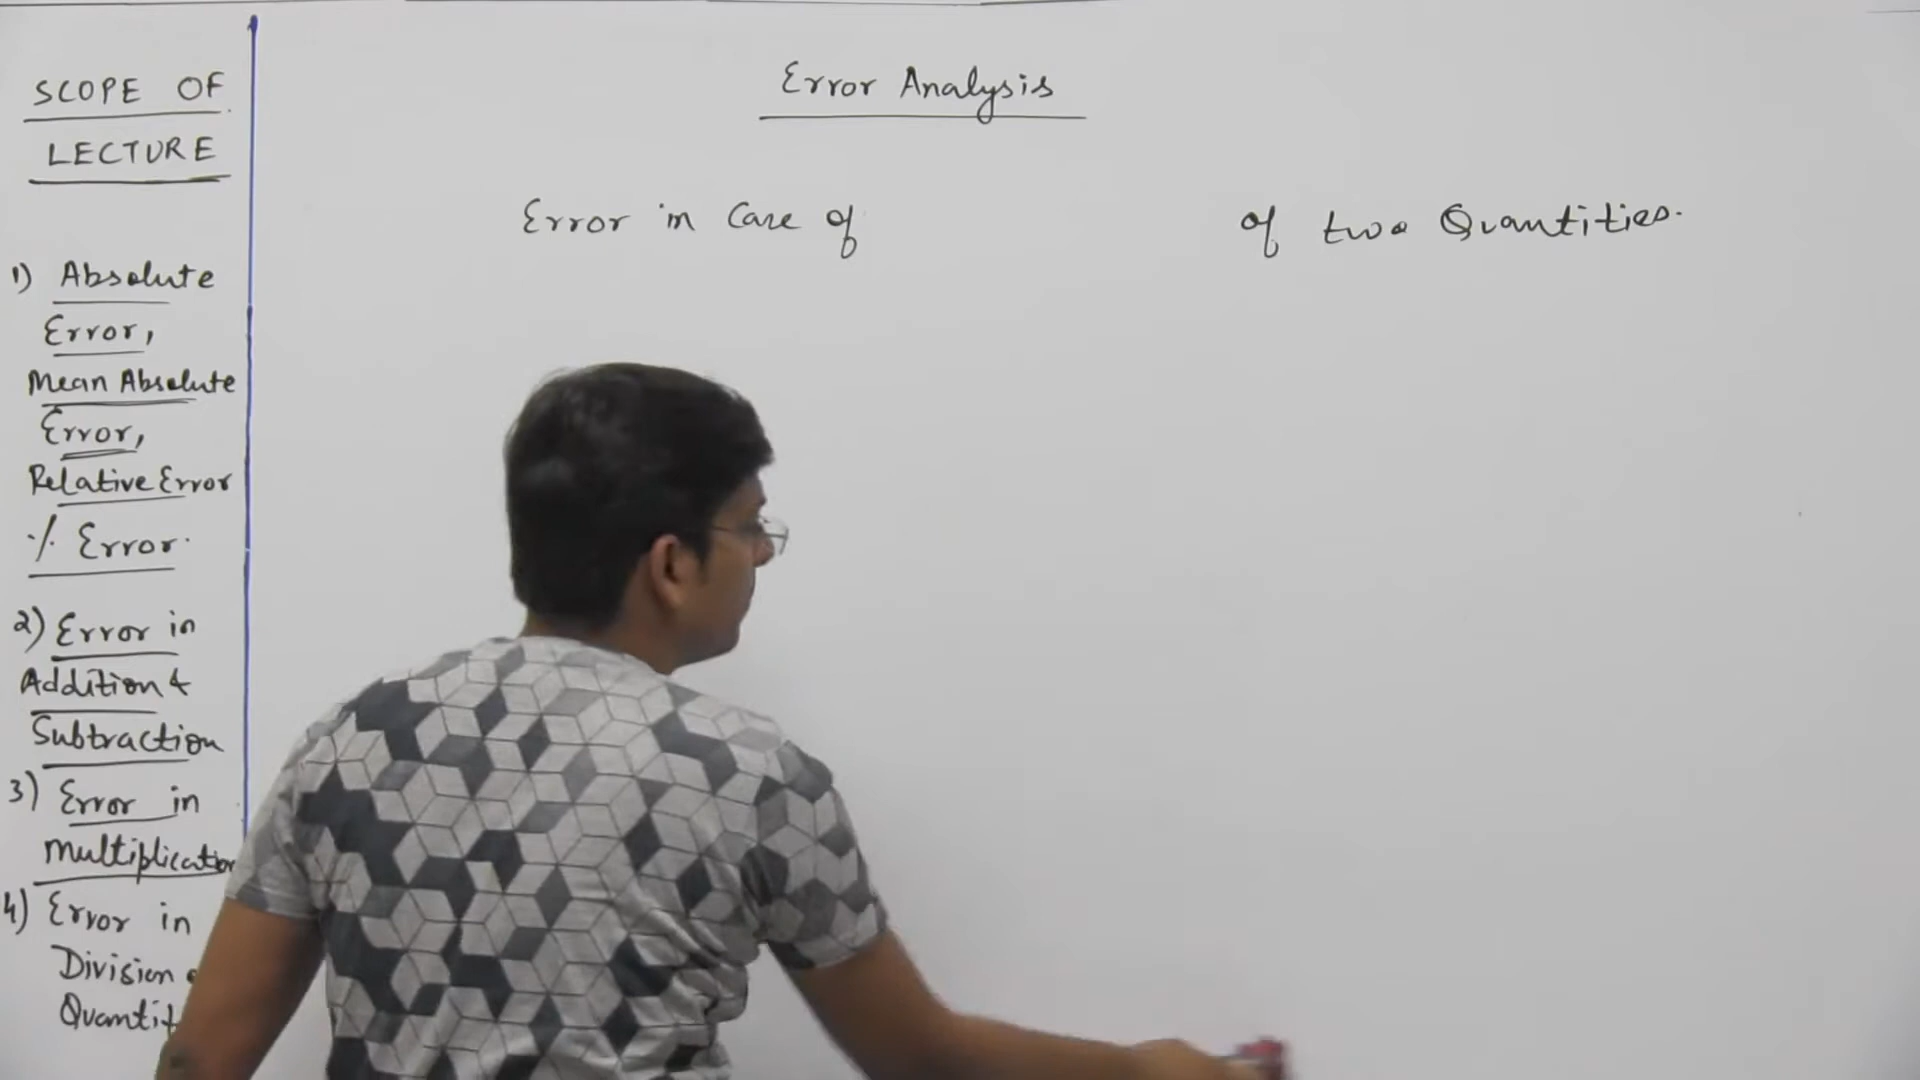 SCOPE OF
LECTURE
1) Absolute
Error,
Mean Absolute
Error,
Relative Error
% Error.
2) Error in
Addition &
Subtraction
3) Error in
Multiplication
4) Error in
Division
Error Analysis
Error in Case of of two Quantities.